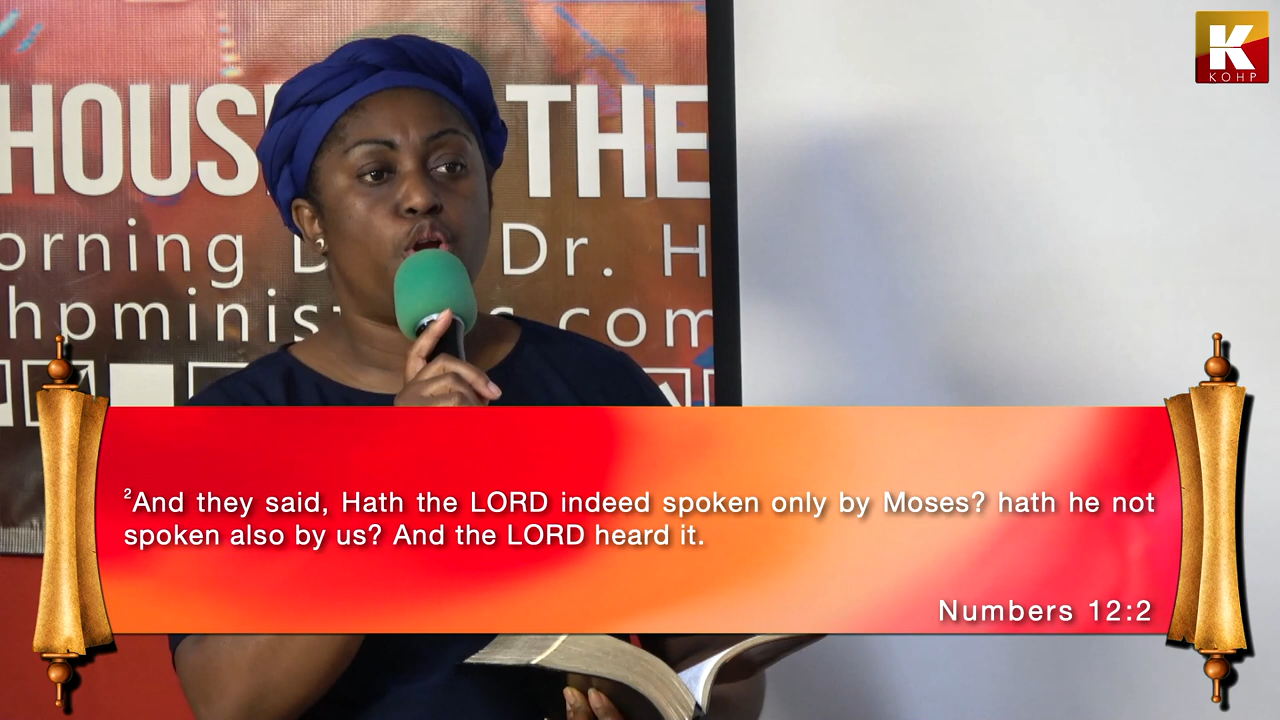 K
KOHP
HOUS THE
orning D Dr. H
hpminis s.com
²And they said, Hath the LORD indeed spoken only by Moses? hath he not
spoken also by us? And the LORD heard it.
Numbers 12:2